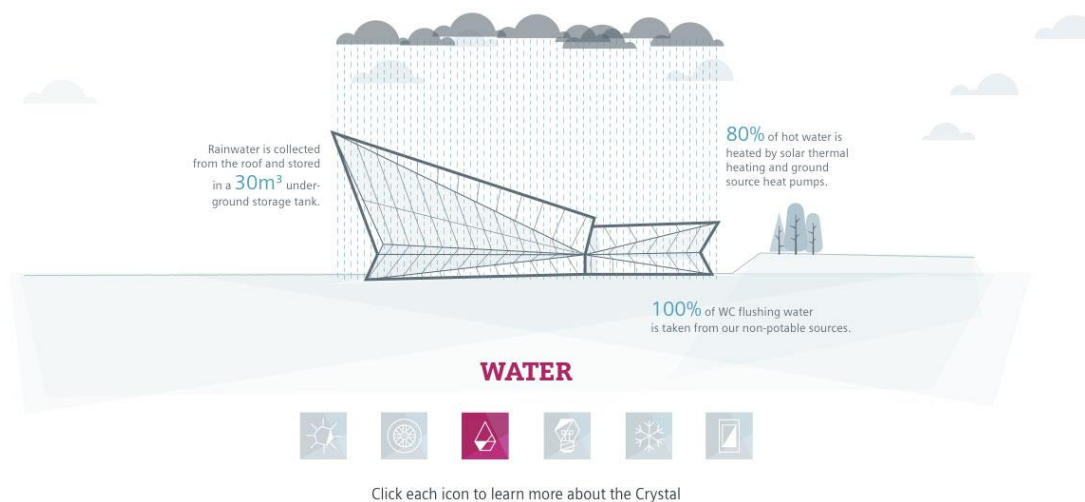 Rainwater is collected
from the roof and stored
in a 30m³ under-
ground storage tank.
80% of hot water is
heated by solar thermal
heating and ground
source heat pumps.
100% of WC flushing water
is taken from our non-potable sources.
WATER
Click each icon to learn more about the Crystal